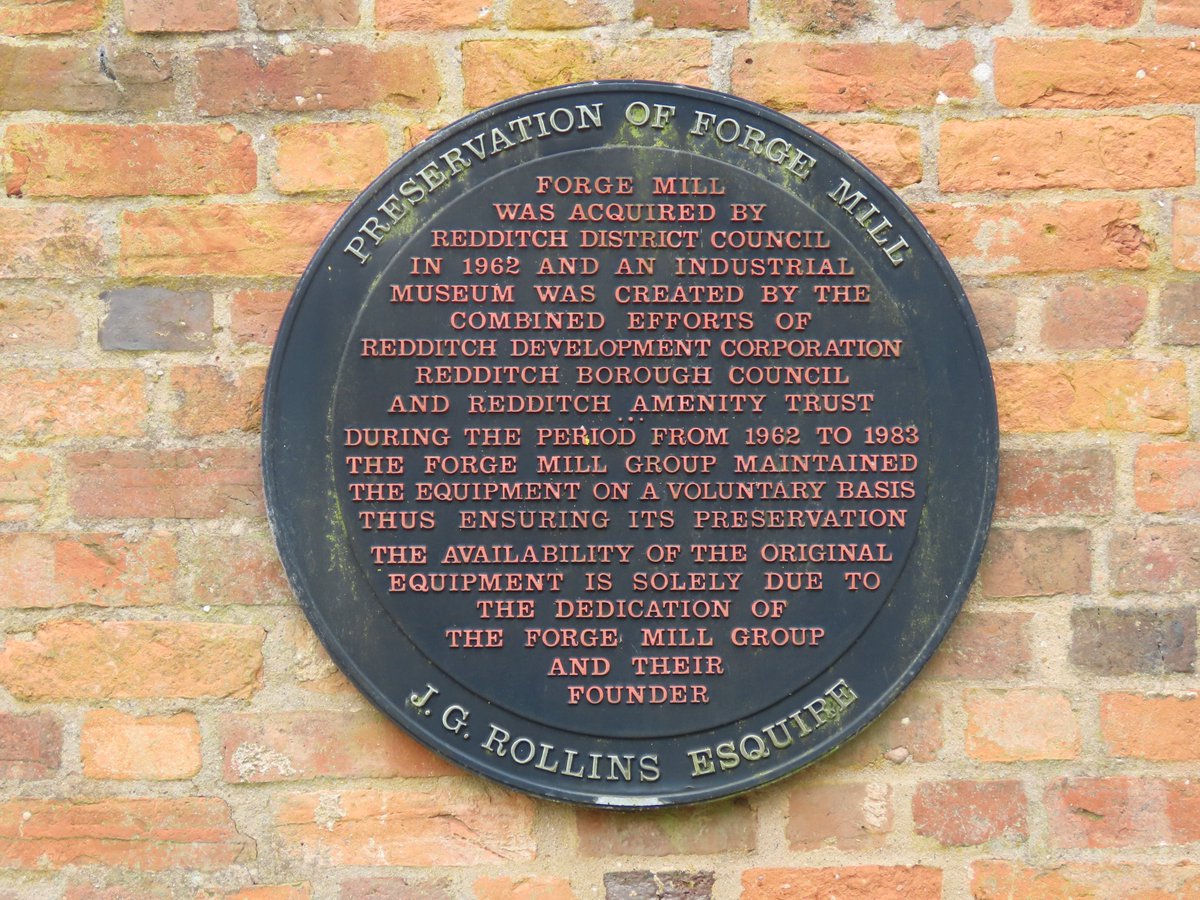 PRESERVATION OF FORGE MILL
FORGE MILL
WAS ACQUIRED BY
REDDITCH DISTRICT COUNCIL
IN 1962 AND AN INDUSTRIAL
MUSEUM WAS CREATED BY THE
COMBINED EFFORTS OF
REDDITCH DEVELOPMENT CORPORATION
REDDITCH BOROUGH COUNCIL
AND REDDITCH AMENITY TRUST
...
DURING THE PERIOD FROM 1962 TO 1983
THE FORGE MILL GROUP MAINTAINED
THE EQUIPMENT ON A VOLUNTARY BASIS
THUS ENSURING ITS PRESERVATION
THE AVAILABILITY OF THE ORIGINAL
EQUIPMENT IS SOLELY DUE TO
THE DEDICATION OF
THE FORGE MILL GROUP
AND THEIR
FOUNDER
J. G. ROLLINS ESQUIRE